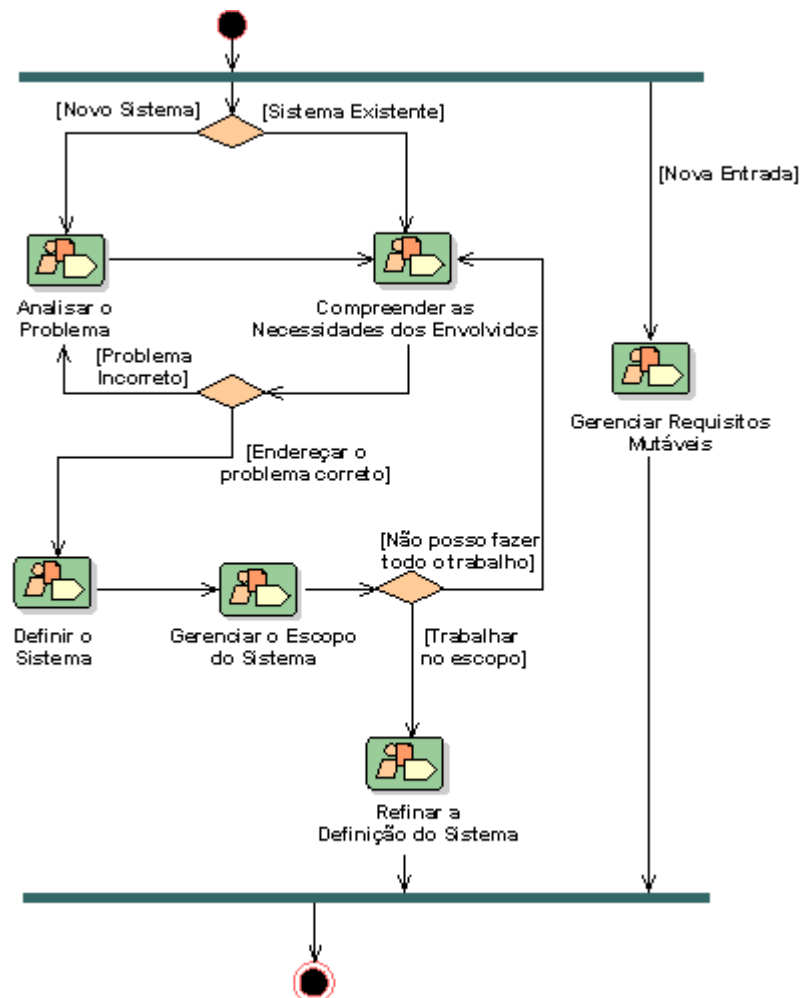 [Novo Sistema]
[Sistema Existente]
[Nova Entrada]
Analisar o
Problema
Compreender as
Necessidades dos Envolvidos
[Problema
Incorreto]
Gerenciar Requisitos
Mutáveis
[Endereçar o
problema correto]
[Não posso fazer
todo o trabalho]
Definir o
Sistema
Gerenciar o Escopo
do Sistema
[Trabalhar
no escopo]
Refinar a
Definição do Sistema